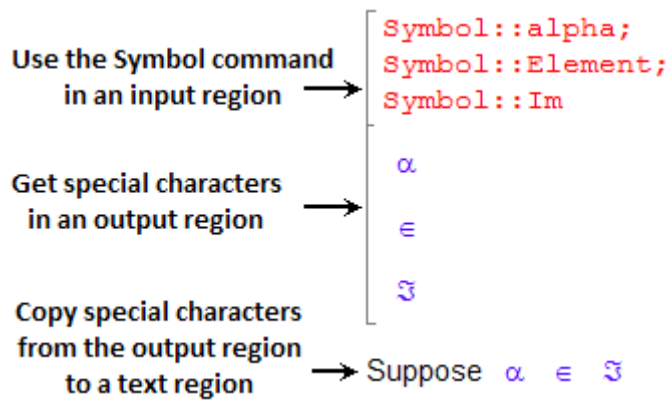 Use the Symbol command
in an input region
Symbol::alpha;
Symbol::Element;
Symbol::Im
Get special characters
in an output region
α
∈
ℑ
Copy special characters
from the output region
to a text region
Suppose α ∈ ℑ